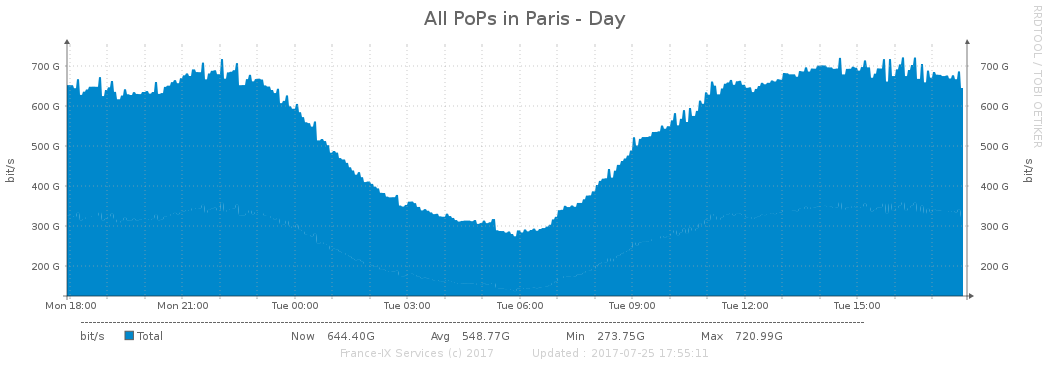 All PoPs in Paris - Day
RRDTOOL / TOBI OETIKER
bit/s
700 G
600 G
500 G
400 G
300 G
200 G
700 G
600 G
500 G
400 G
300 G
200 G
bit/s
Mon 18:00 Mon 21:00 Tue 00:00 Tue 03:00 Tue 06:00 Tue 09:00 Tue 12:00 Tue 15:00
bit/s Total Now 644.40G Avg 548.77G Min 273.75G Max 720.99G
France-IX Services (c) 2017 Updated : 2017-07-25 17:55:11